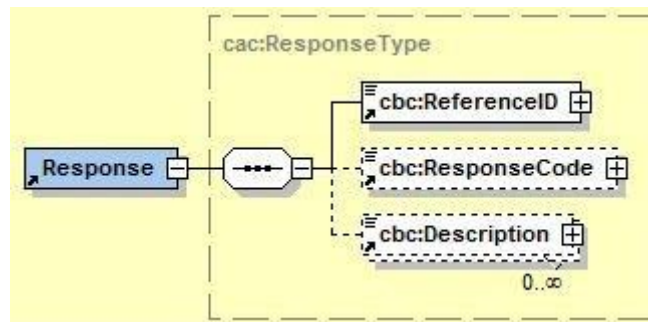 cac:ResponseType
cbc:ReferenceID
Response
cbc:ResponseCode
cbc:Description
0..∞